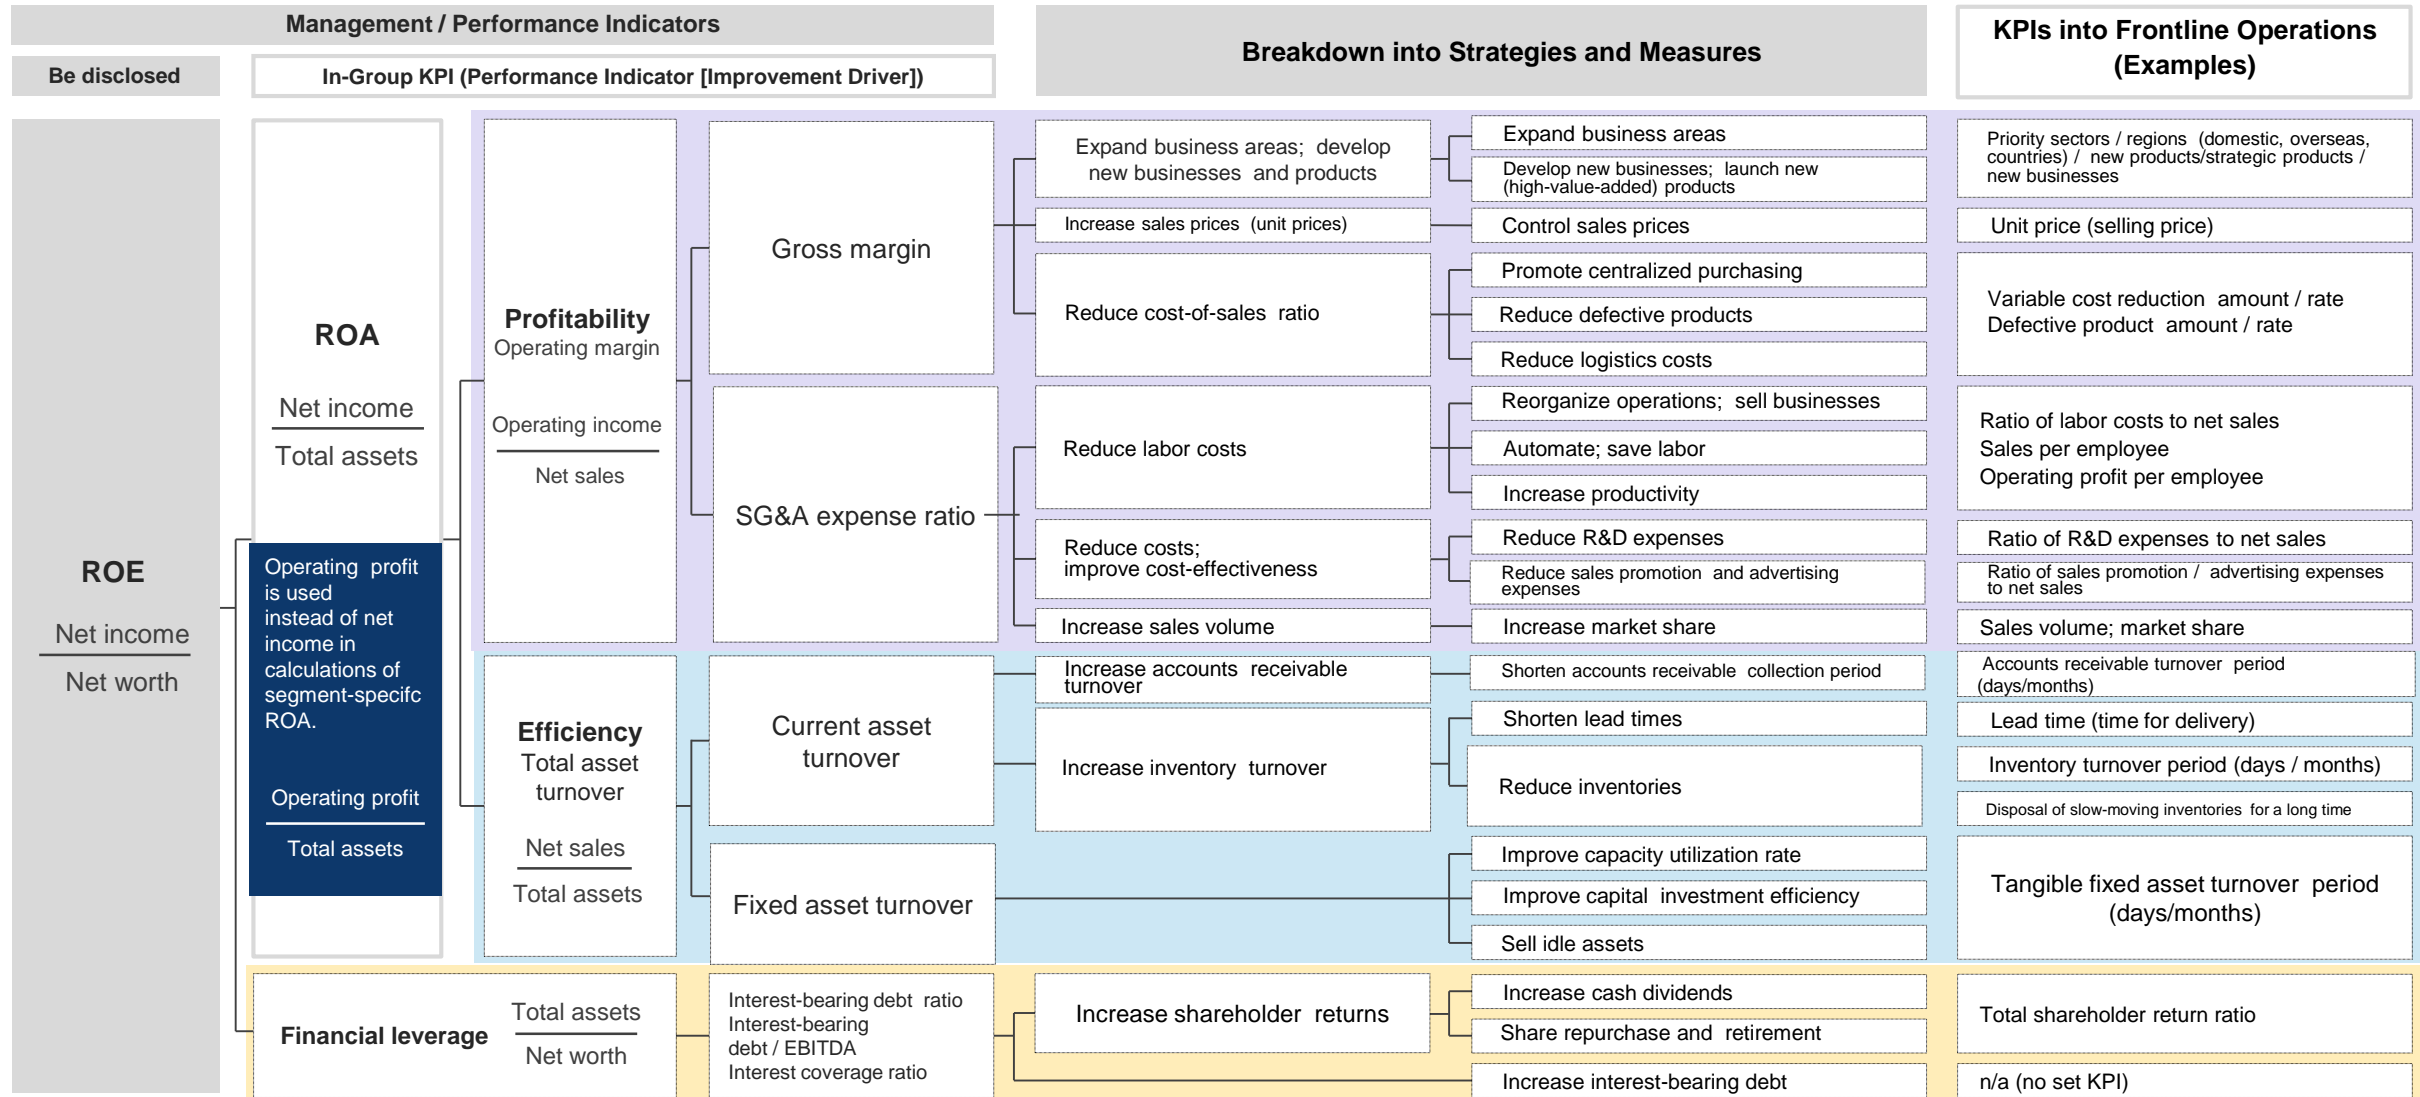 Management / Performance Indicators
Be disclosed
In-Group KPI (Performance Indicator [Improvement Driver])
Breakdown into Strategies and Measures
KPIs into Frontline Operations
(Examples)
ROE
Net income
Net worth
ROA
Net income
Total assets
Operating profit
is used
instead of net
income in
calculations of
segment-specifc
ROA.
Operating profit
Total assets
Profitability
Operating margin
Operating income
Net sales
Gross margin
Expand business areas; develop
new businesses and products
Expand business areas
Develop new businesses; launch new
(high-value-added) products
Priority sectors / regions (domestic, overseas,
countries) / new products/strategic products /
new businesses
Increase sales prices (unit prices)
Control sales prices
Unit price (selling price)
Reduce cost-of-sales ratio
Promote centralized purchasing
Reduce defective products
Reduce logistics costs
Variable cost reduction amount / rate
Defective product amount / rate
SG&A expense ratio
Reduce labor costs
Reorganize operations; sell businesses
Automate; save labor
Increase productivity
Ratio of labor costs to net sales
Sales per employee
Operating profit per employee
Reduce costs;
improve cost-effectiveness
Reduce R&D expenses
Ratio of R&D expenses to net sales
Reduce sales promotion and advertising
expenses
Ratio of sales promotion / advertising expenses
to net sales
Increase sales volume
Increase market share
Sales volume; market share
Efficiency
Total asset
turnover
Net sales
Total assets
Current asset
turnover
Increase accounts receivable
turnover
Shorten accounts receivable collection period
Accounts receivable turnover period
(days/months)
Increase inventory turnover
Shorten lead times
Lead time (time for delivery)
Reduce inventories
Inventory turnover period (days / months)
Disposal of slow-moving inventories for a long time
Fixed asset turnover
Improve capacity utilization rate
Improve capital investment efficiency
Sell idle assets
Tangible fixed asset turnover period
(days/months)
Financial leverage
Total assets
Net worth
Interest-bearing debt ratio
Interest-bearing
debt / EBITDA
Interest coverage ratio
Increase shareholder returns
Increase cash dividends
Share repurchase and retirement
Total shareholder return ratio
Increase interest-bearing debt
n/a (no set KPI)